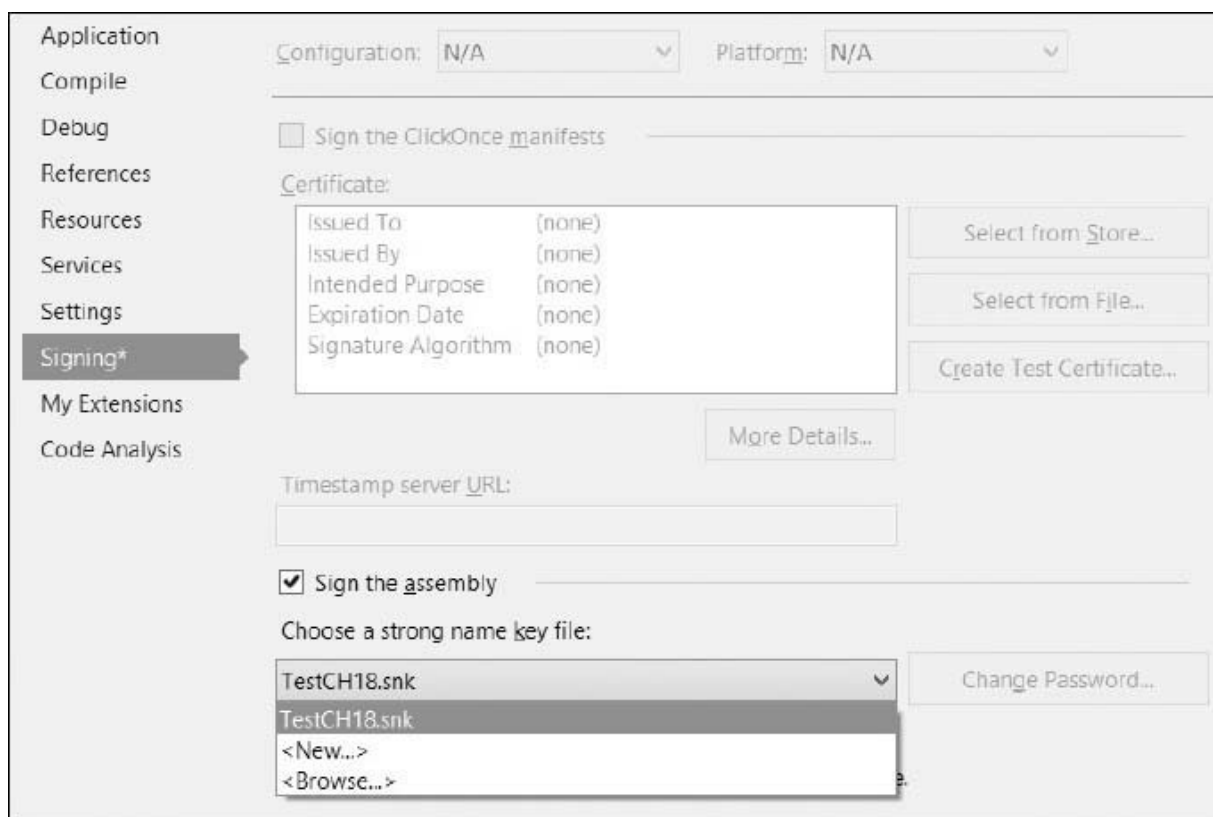 Application
Configuration: N/A Platform: N/A
Compile
Debug
Sign the ClickOnce manifests
References
Certificate:
Resources
Issued To (none)
Select from Store...
Issued By (none)
Services
Intended Purpose (none)
Select from File...
Settings
Expiration Date (none)
Signing*
Signature Algorithm (none)
Create Test Certificate...
My Extensions
More Details...
Code Analysis
Timestamp server URL:
Sign the assembly
Choose a strong name key file:
TestCH18.snk
Change Password...
TestCH18.snk
<New...>
<Browse...>